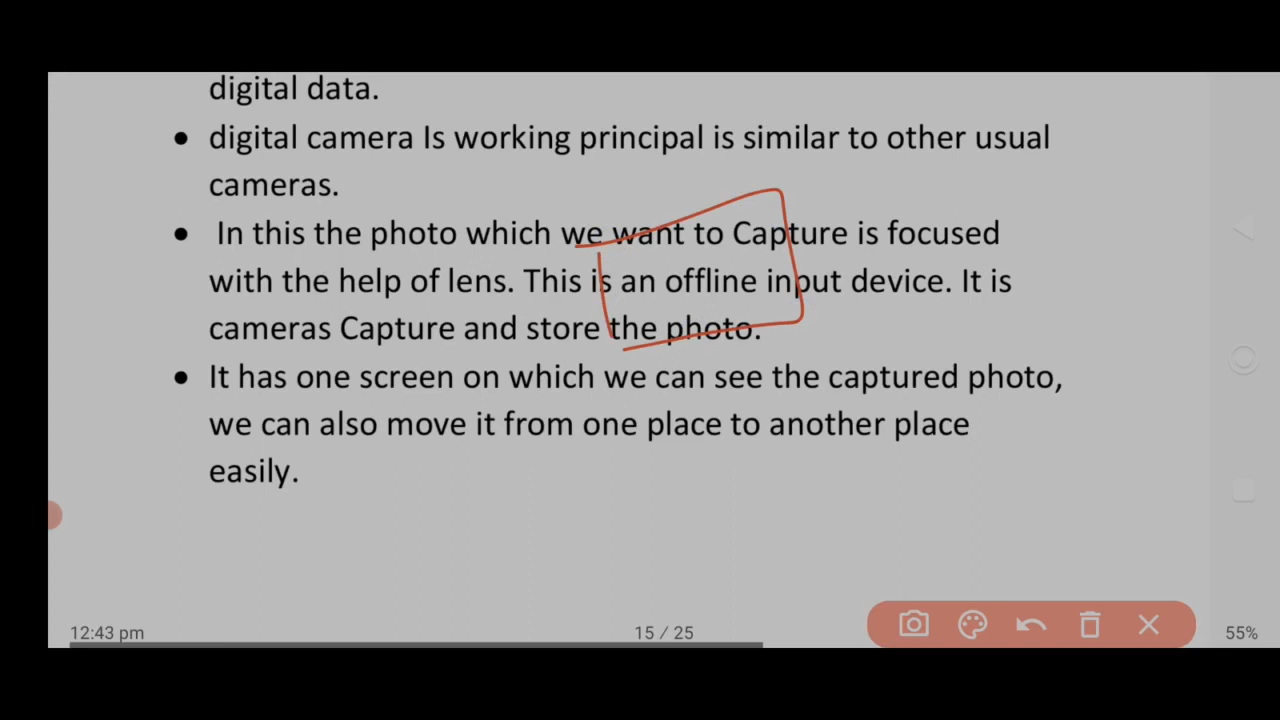 digital data.
• digital camera Is working principal is similar to other usual
cameras.
• In this the photo which we want to Capture is focused
with the help of lens. This is an offline input device. It is
cameras Capture and store the photo.
• It has one screen on which we can see the captured photo,
we can also move it from one place to another place
easily.
12:43 pm
15 / 25
55%